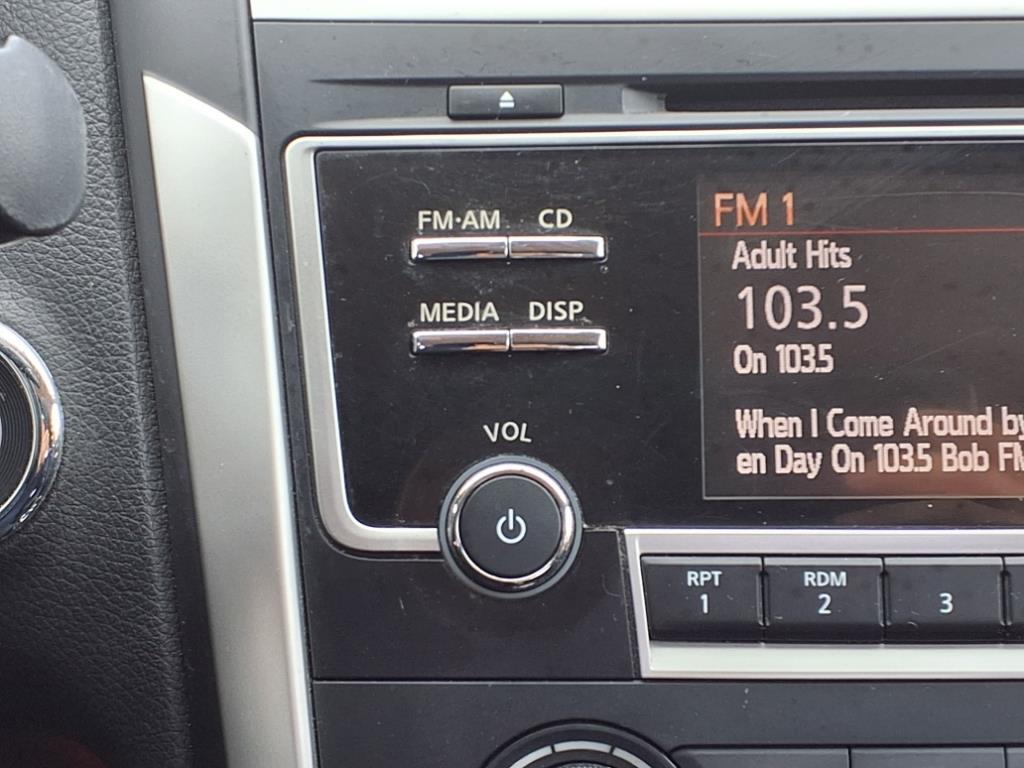 FM·AM CD
MEDIA DISP
VOL
FM 1
Adult Hits
103.5
On 103.5
When I Come Around by
en Day On 103.5 Bob FM
RPT RDM
1 2 3